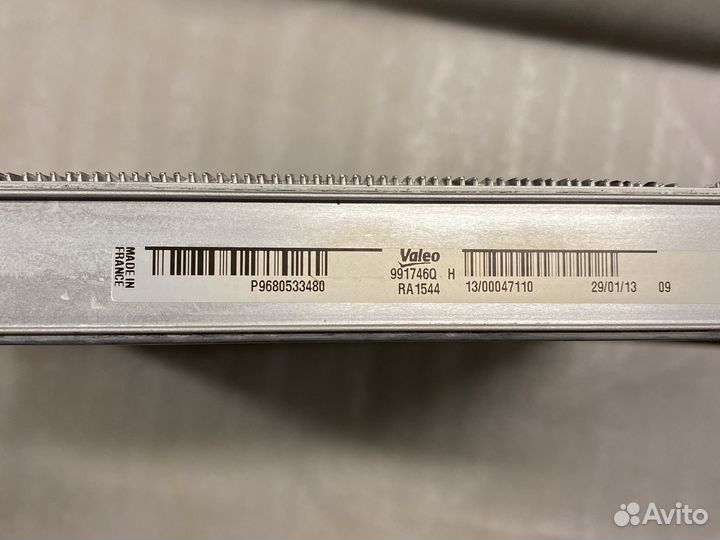 MADE IN
FRANCE
P9680533480
Valeo
991746Q H
RA1544
13/00047110 29/01/13 09
Avito